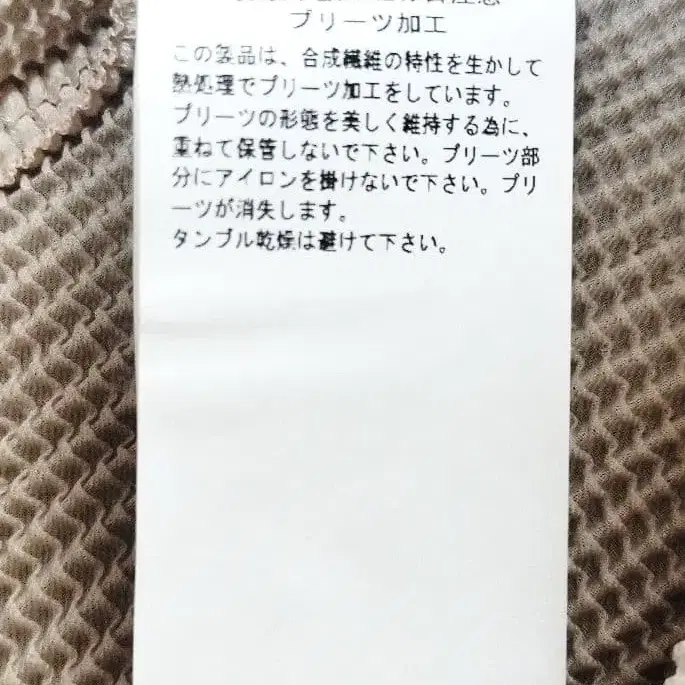 プリーツ加工
この製品は、合成繊維の特性を生かして
熱処理でプリーツ加工をしています。
プリーツの形態を美しく維持する為に、
重ねて保管しないで下さい。プリーツ部
分にアイロンを掛けないで下さい。プリ
ーツが消失します。
タンブル乾燥は避けて下さい。